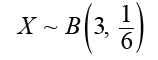 X ~ B(3, 1/6)